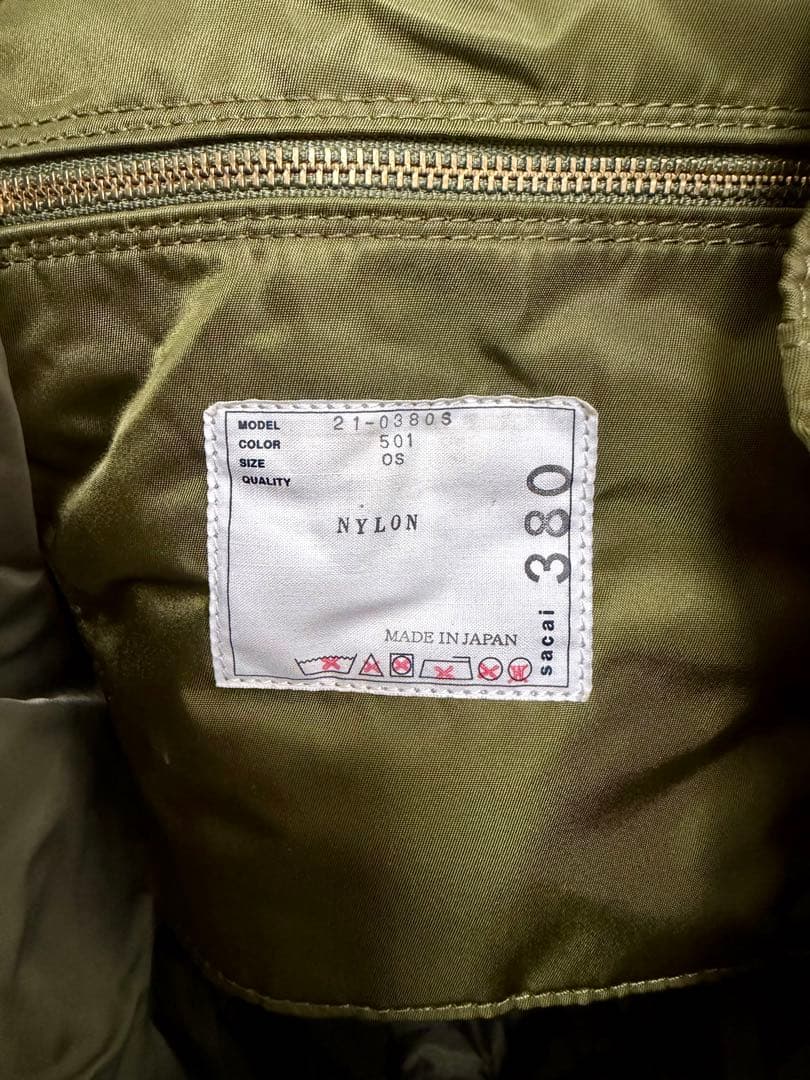 MODEL 21-0380S
COLOR 501
SIZE OS
QUALITY
NYLON
MADE IN JAPAN
sacai 380